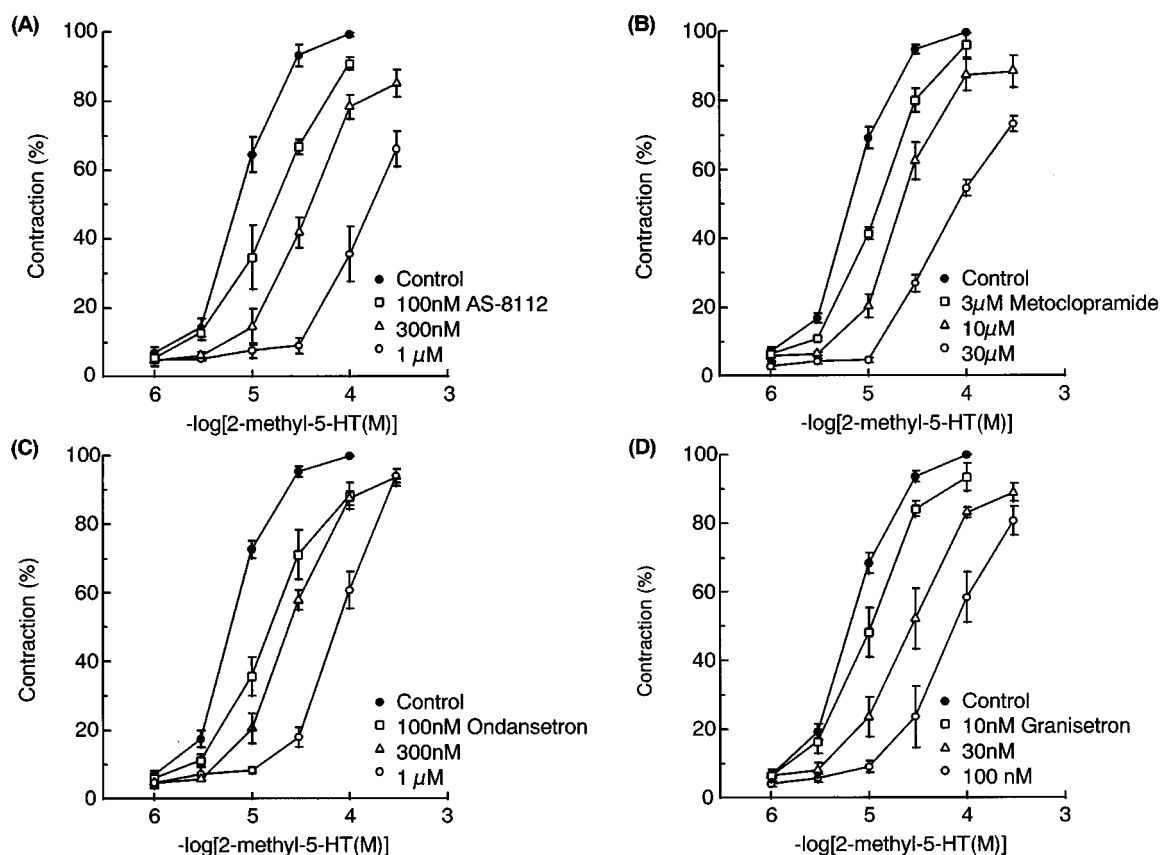 (A)
100
80
60
40
20
0
Contraction (%)
Control
100nM AS-8112
300nM
1 µM
6 5 4 3
-log[2-methyl-5-HT(M)]
(B)
100
80
60
40
20
0
Contraction (%)
Control
3µM Metoclopramide
10µM
30µM
6 5 4 3
-log[2-methyl-5-HT(M)]
(C)
100
80
60
40
20
0
Contraction (%)
Control
100nM Ondansetron
300nM
1 µM
6 5 4 3
-log[2-methyl-5-HT(M)]
(D)
100
80
60
40
20
0
Contraction (%)
Control
10nM Granisetron
30nM
100 nM
6 5 4 3
-log[2-methyl-5-HT(M)]